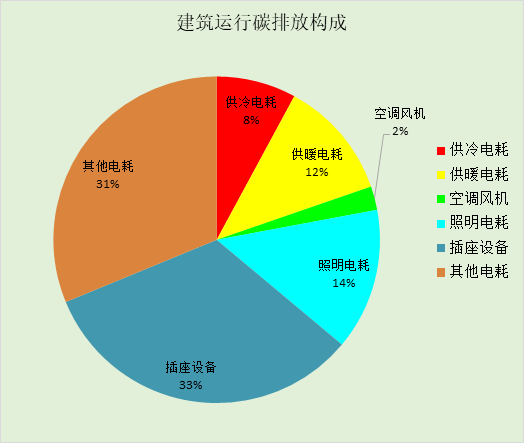 建筑运行碳排放构成
供冷电耗
8%
供暖电耗
12%
空调风机
2%
照明电耗
14%
插座设备
33%
其他电耗
31%
供冷电耗
供暖电耗
空调风机
照明电耗
插座设备
其他电耗